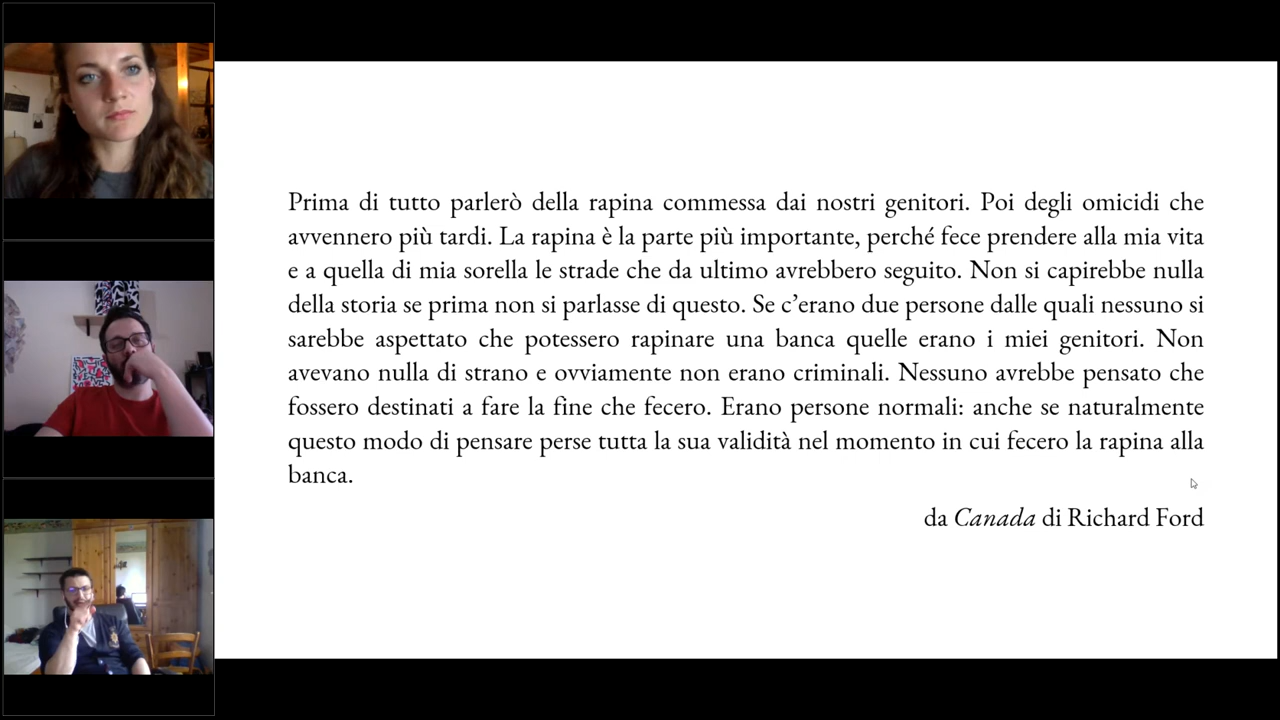 Prima di tutto parlerò della rapina commessa dai nostri genitori. Poi degli omicidi che
avvennero più tardi. La rapina è la parte più importante, perché fece prendere alla mia vita
e a quella di mia sorella le strade che da ultimo avrebbero seguito. Non si capirebbe nulla
della storia se prima non si parlasse di questo. Se c’erano due persone dalle quali nessuno si
sarebbe aspettato che potessero rapinare una banca quelle erano i miei genitori. Non
avevano nulla di strano e ovviamente non erano criminali. Nessuno avrebbe pensato che
fossero destinati a fare la fine che fecero. Erano persone normali: anche se naturalmente
questo modo di pensare perse tutta la sua validità nel momento in cui fecero la rapina alla
banca.
da Canada di Richard Ford